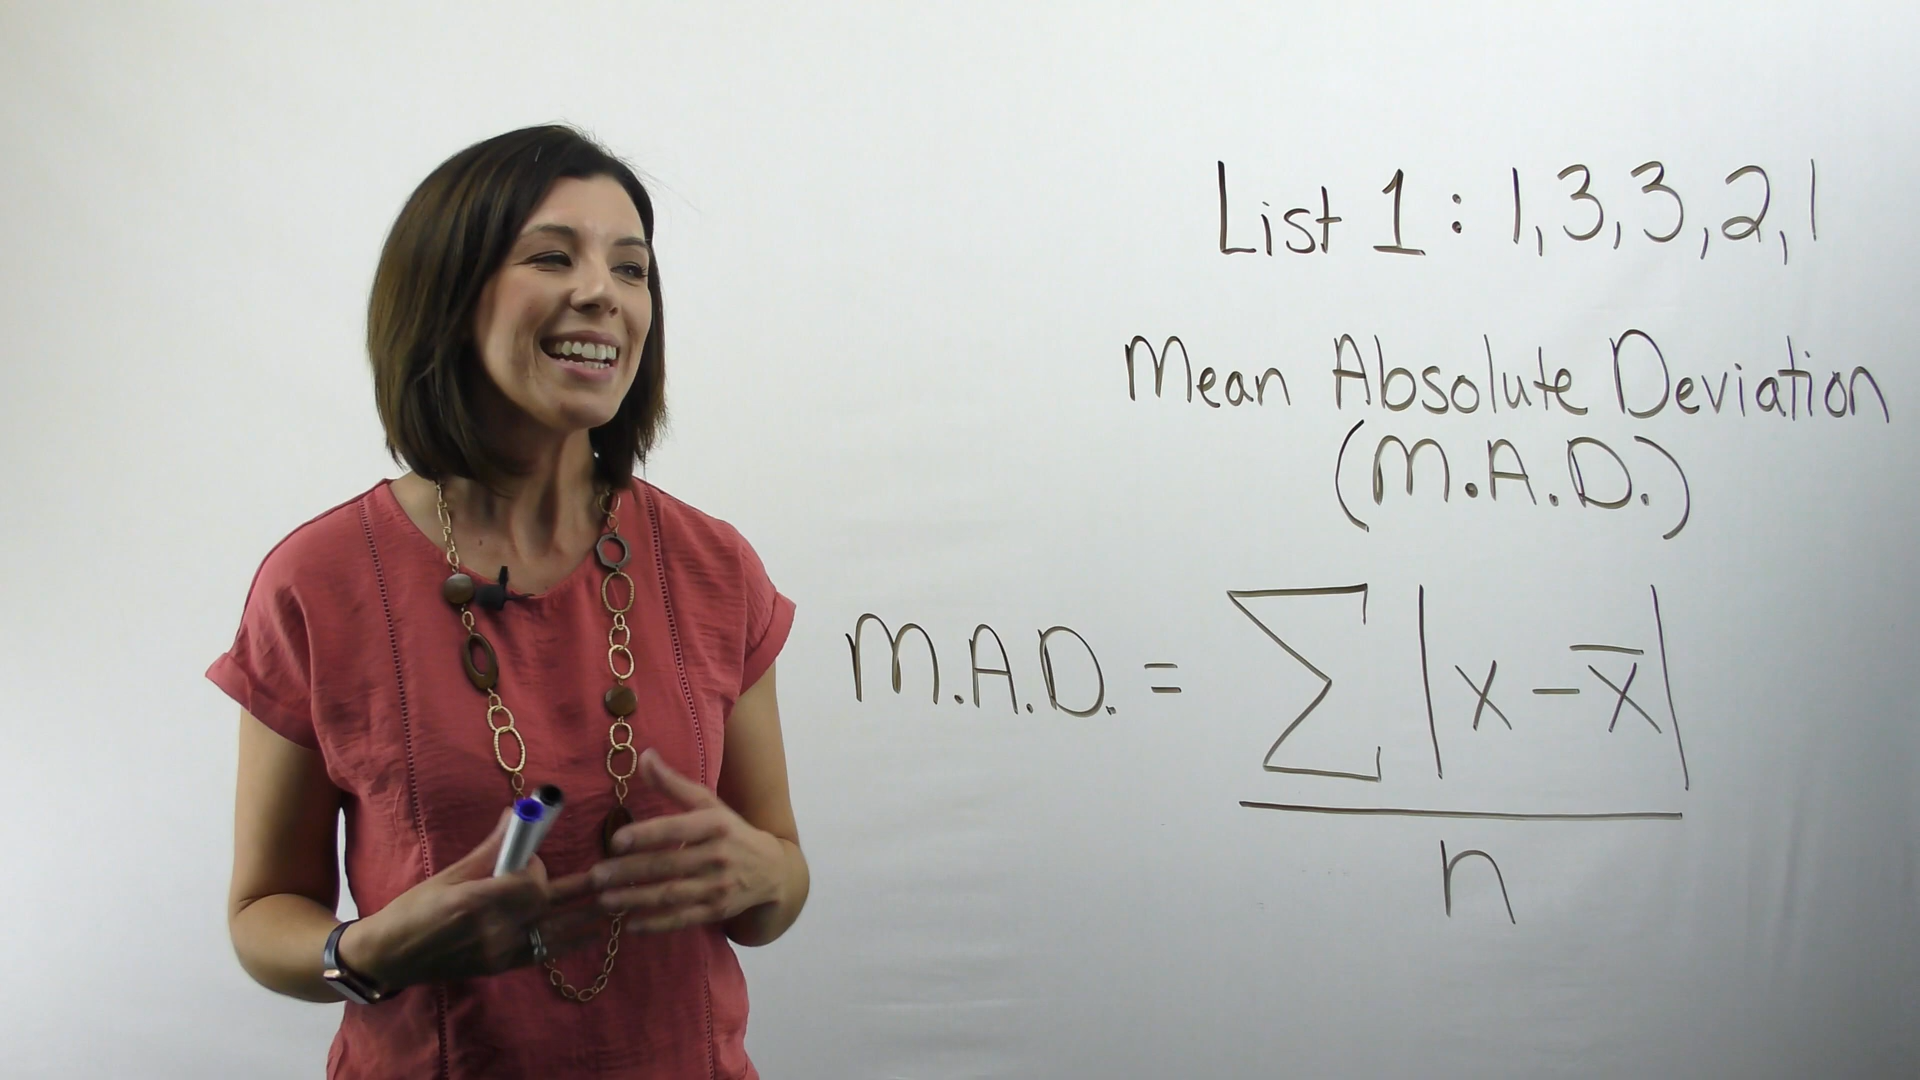 List 1 : 1, 3, 3, 2, 1
Mean Absolute Deviation
(M.A.D.)
M.A.D. = ∑ |x - x̄|
n